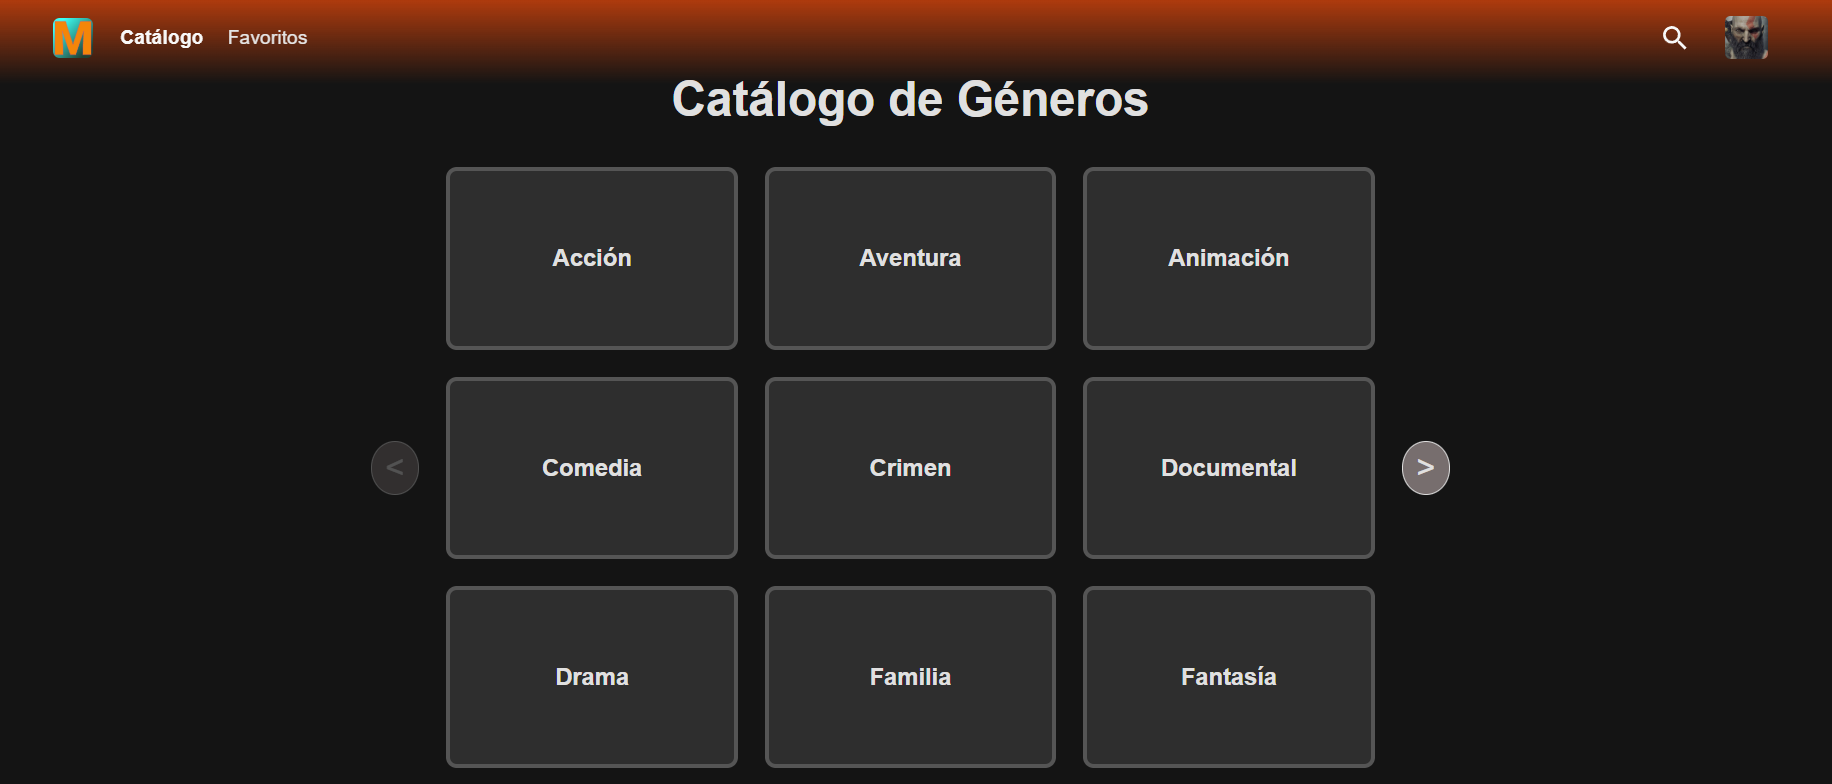 M Catálogo Favoritos
Catálogo de Géneros
Acción Aventura Animación
< Comedia Crimen Documental >
Drama Familia Fantasía